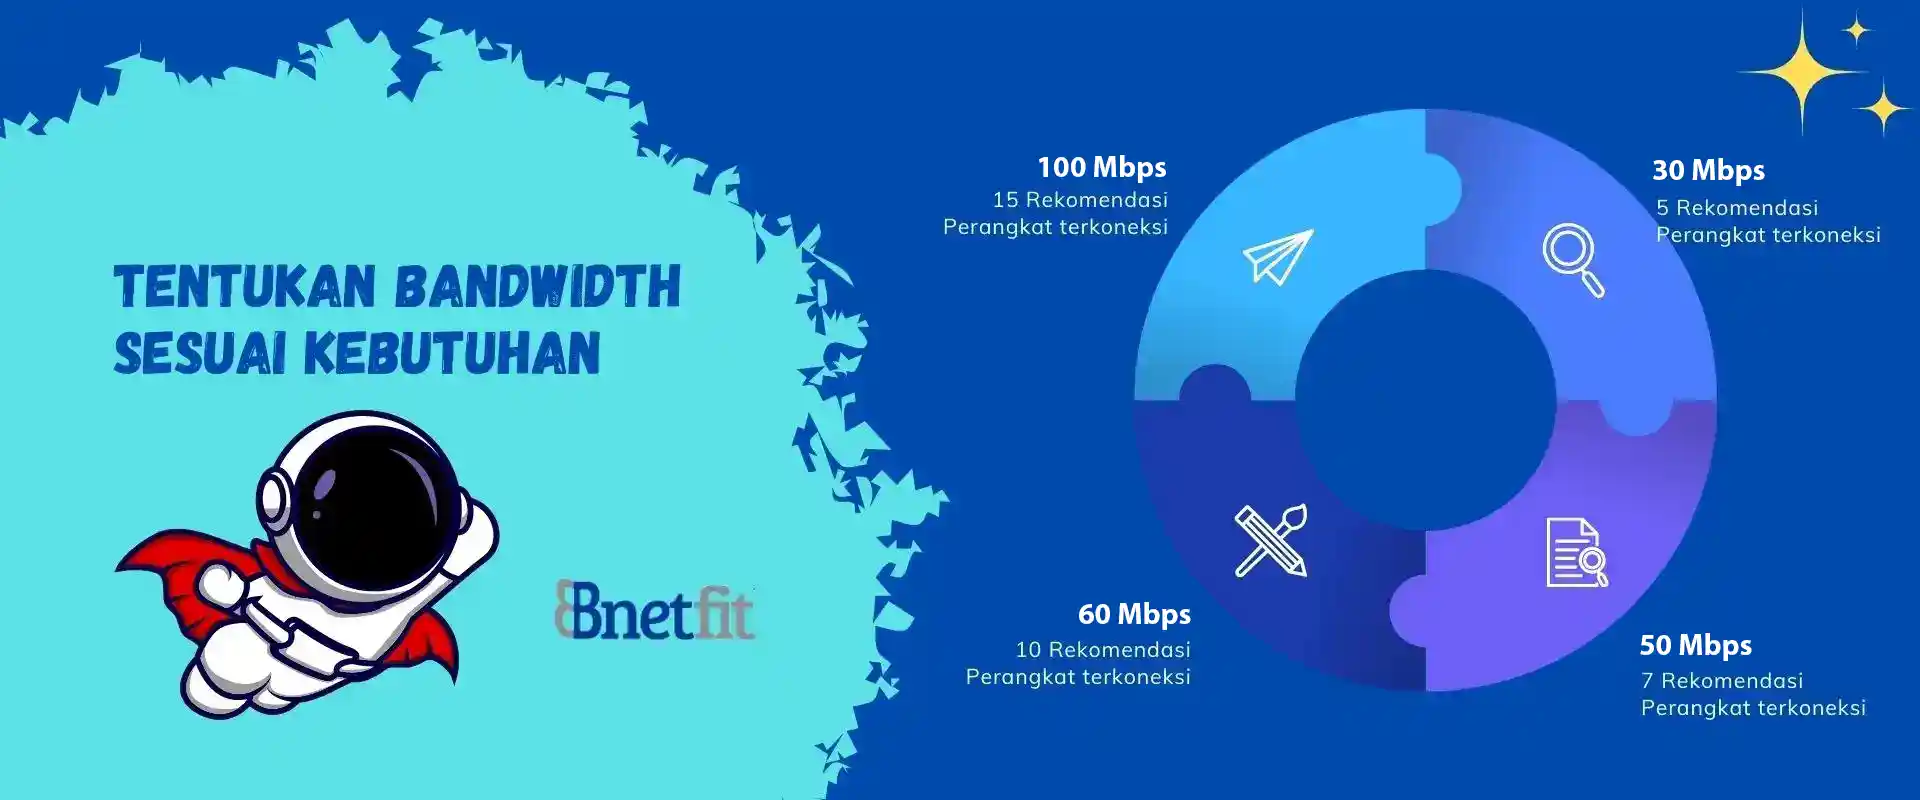 TENTUKAN BANDWIDTH
SESUAI KEBUTUHAN
Bnetfit
100 Mbps
15 Rekomendasi
Perangkat terkoneksi
30 Mbps
5 Rekomendasi
Perangkat terkoneksi
60 Mbps
10 Rekomendasi
Perangkat terkoneksi
50 Mbps
7 Rekomendasi
Perangkat terkoneksi